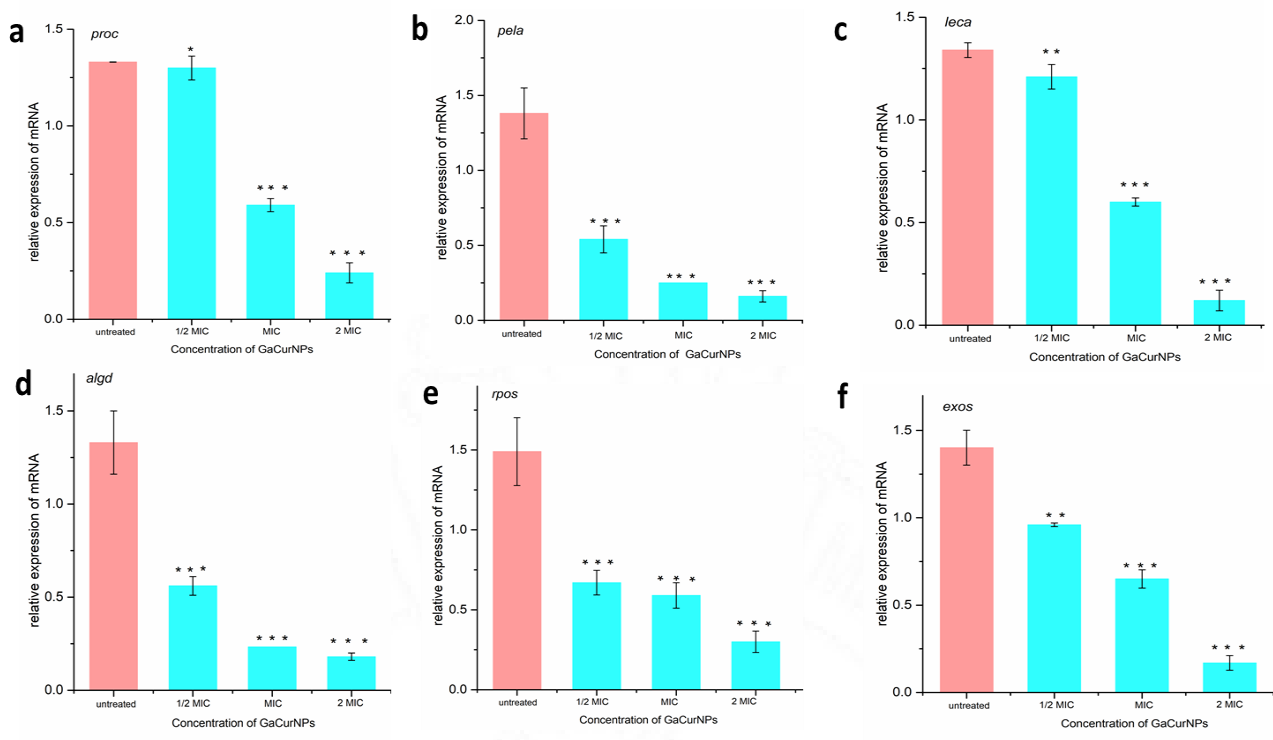 a
proc
relative expression of mRNA
1.5
1.0
0.5
0.0
*
* * *
* * *
untreated 1/2 MIC MIC 2 MIC
Concentration of GaCurNPs
b
pela
relative expression of mRNA
2.0
1.5
1.0
0.5
0.0
* * *
* * *
* * *
untreated 1/2 MIC MIC 2 MIC
Concentration of GaCurNPs
c
leca
relative expression of mRNA
1.5
1.0
0.5
0.0
* *
* * *
* * *
untreated 1/2 MIC MIC 2 MIC
Concentration of GaCurNPs
d
algd
relative expression of mRNA
1.5
1.0
0.5
0.0
* * *
* * *
* * *
untreated 1/2 MIC MIC 2 MIC
Concentration of GaCurNPs
e
rpos
relative expression of mRNA
1.5
1.0
0.5
0.0
* * *
* * *
* * *
untreated 1/2 MIC MIC 2 MIC
Concentration of GaCurNPs
f
exos
relative expression of mRNA
1.5
1.0
0.5
0.0
* *
* * *
* * *
untreated 1/2 MIC MIC 2 MIC
Concentration of GaCurNPs